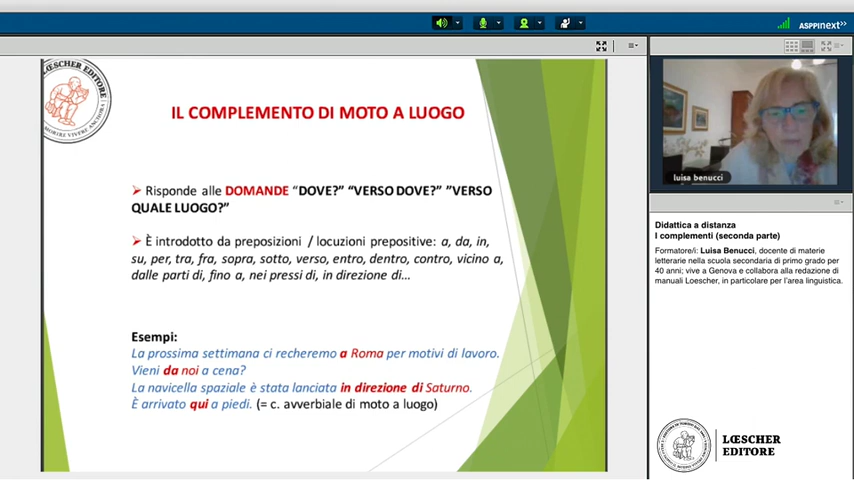 ASPPInext>>
LŒSCHER EDITORE
MORIRE VIVERE ANCHORA
IL COMPLEMENTO DI MOTO A LUOGO
Risponde alle DOMANDE “DOVE?” “VERSO DOVE?” ”VERSO
QUALE LUOGO?”
È introdotto da preposizioni / locuzioni prepositive: a, da, in,
su, per, tra, fra, sopra, sotto, verso, entro, dentro, contro, vicino a,
dalle parti di, fino a, nei pressi di, in direzione di…
Esempi:
La prossima settimana ci recheremo a Roma per motivi di lavoro.
Vieni da noi a cena?
La navicella spaziale è stata lanciata in direzione di Saturno.
È arrivato qui a piedi. (= c. avverbiale di moto a luogo)
luisa benucci
Didattica a distanza
I complementi (seconda parte)
Formatore/i: Luisa Benucci, docente di materie
letterarie nella scuola secondaria di primo grado per
40 anni; vive a Genova e collabora alla redazione di
manuali Loescher, in particolare per l'area linguistica.
LŒSCHER
EDITORE